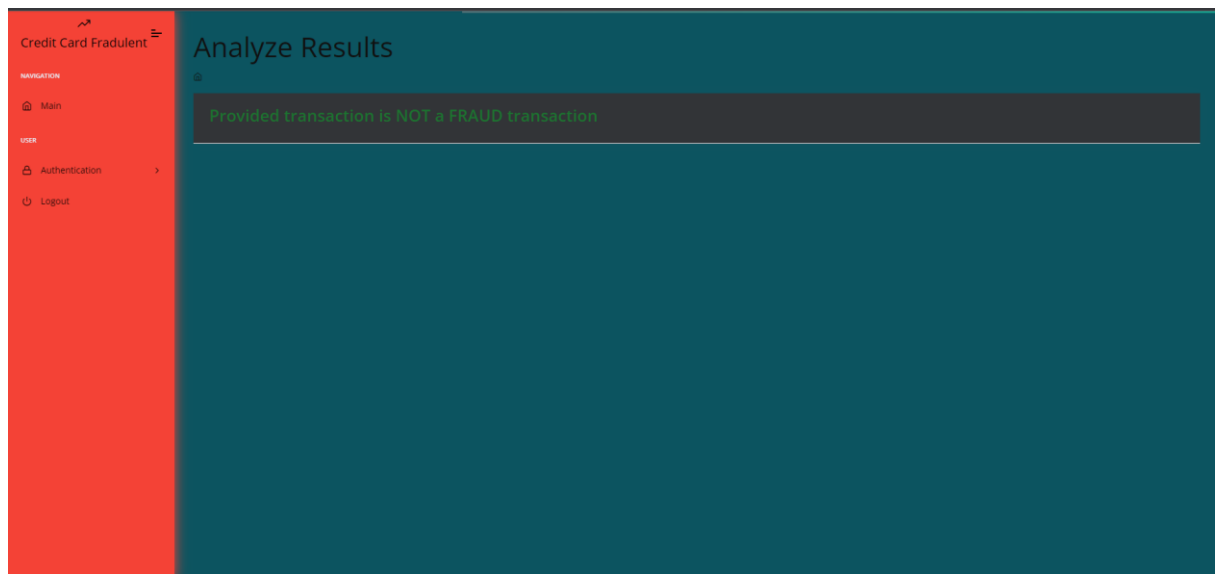 Credit Card Fradulent
NAVIGATION
Main
USER
Authentication
Logout
Analyze Results
Provided transaction is NOT a FRAUD transaction